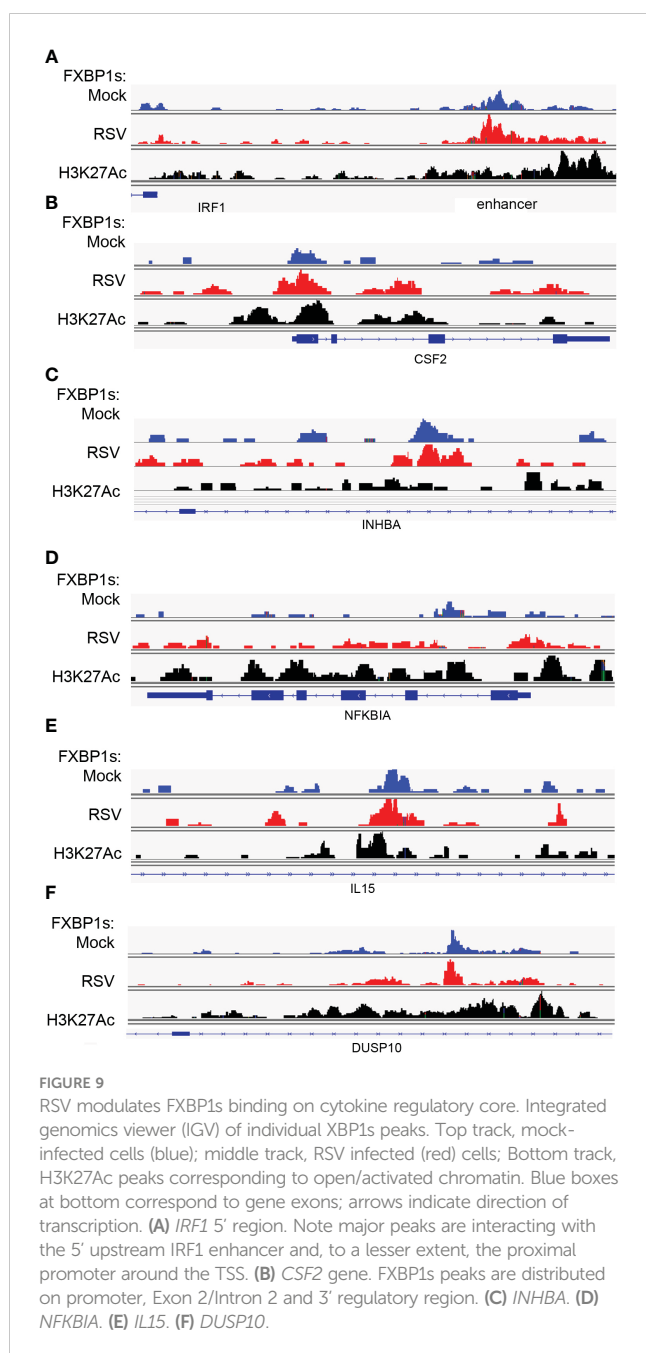 A
FXBP1s:
Mock
RSV
H3K27Ac
IRF1
enhancer
B
FXBP1s:
Mock
RSV
H3K27Ac
CSF2
C
FXBP1s:
Mock
RSV
H3K27Ac
INHBA
D
FXBP1s:
Mock
RSV
H3K27Ac
NFKBIA
E
FXBP1s:
Mock
RSV
H3K27Ac
IL15
F
FXBP1s:
Mock
RSV
H3K27Ac
DUSP10
FIGURE 9
RSV modulates FXBP1s binding on cytokine regulatory core. Integrated
genomics viewer (IGV) of individual XBP1s peaks. Top track, mock-
infected cells (blue); middle track, RSV infected (red) cells; Bottom track,
H3K27Ac peaks corresponding to open/activated chromatin. Blue boxes
at bottom correspond to gene exons; arrows indicate direction of
transcription. (A) IRF1 5’ region. Note major peaks are interacting with
the 5’ upstream IRF1 enhancer and, to a lesser extent, the proximal
promoter around the TSS. (B) CSF2 gene. FXBP1s peaks are distributed
on promoter, Exon 2/Intron 2 and 3’ regulatory region. (C) INHBA. (D)
NFKBIA. (E) IL15. (F) DUSP10.